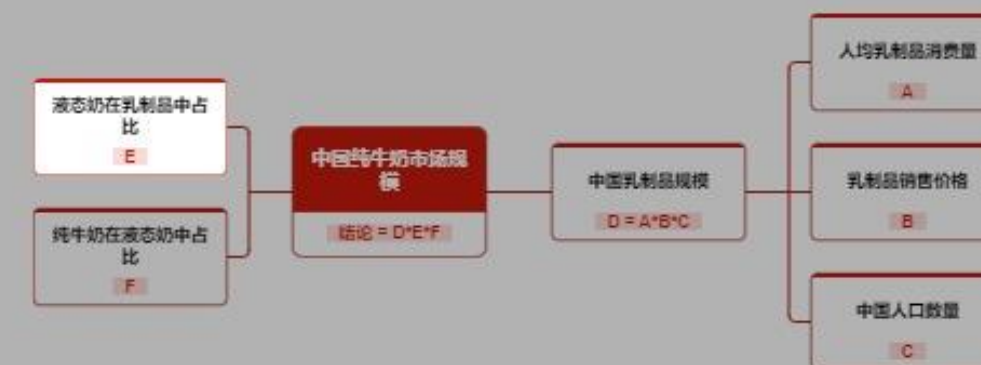 液态奶在乳制品中占
比
E
纯牛奶在液态奶中占
比
F
中国纯牛奶市场规
模
结论 = D*E*F
中国乳制品规模
D = A*B*C
人均乳制品消费量
A
乳制品销售价格
B
中国人口数量
C